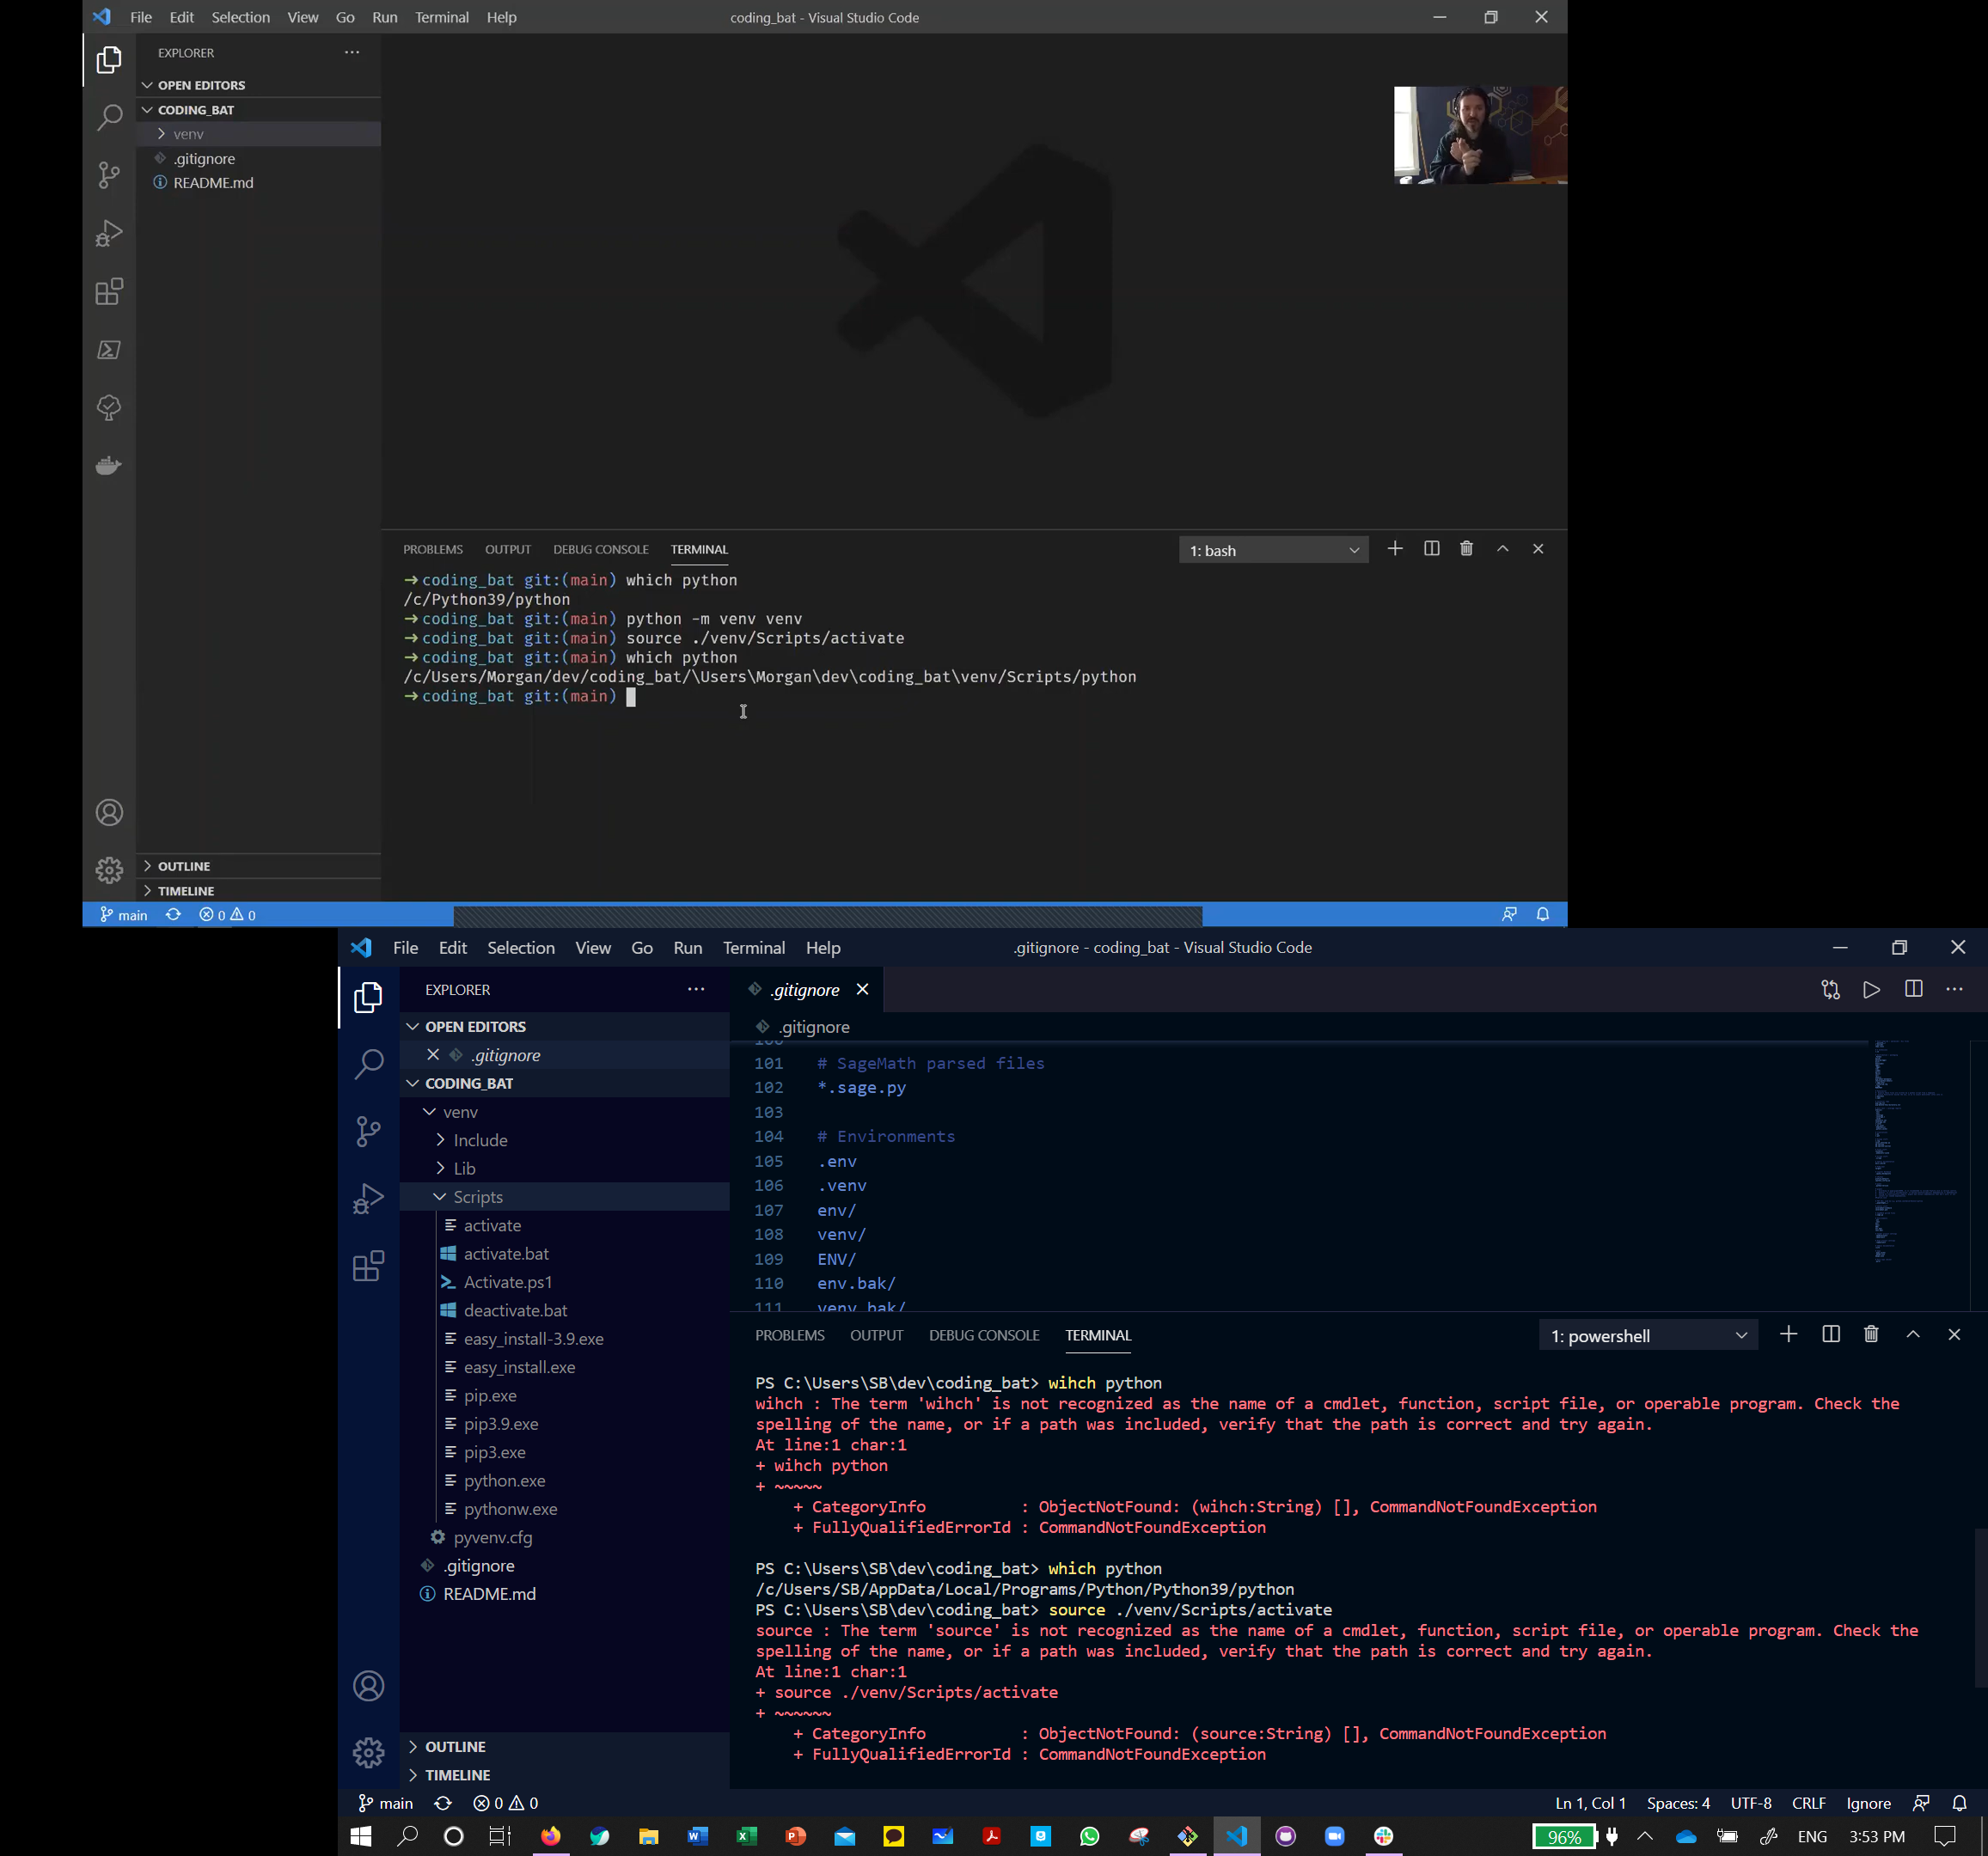 File Edit Selection View Go Run Terminal Help
coding_bat - Visual Studio Code
EXPLORER
OPEN EDITORS
CODING_BAT
venv
.gitignore
README.md
OUTLINE
TIMELINE
PROBLEMS OUTPUT DEBUG CONSOLE TERMINAL
1: bash
coding_bat git:(main) which python
/c/Python39/python
coding_bat git:(main) python -m venv venv
coding_bat git:(main) source ./venv/Scripts/activate
coding_bat git:(main) which python
/c/Users/Morgan/dev/coding_bat/\Users\Morgan\dev\coding_bat\venv/Scripts/python
coding_bat git:(main)
main 0 0
File Edit Selection View Go Run Terminal Help
.gitignore - coding_bat - Visual Studio Code
EXPLORER
OPEN EDITORS
.gitignore
CODING_BAT
venv
Include
Lib
Scripts
activate
activate.bat
Activate.ps1
deactivate.bat
easy_install-3.9.exe
easy_install.exe
pip.exe
pip3.9.exe
pip3.exe
python.exe
pythonw.exe
pyvenv.cfg
.gitignore
README.md
OUTLINE
TIMELINE
.gitignore
.gitignore
100
101 # SageMath parsed files
102 *.sage.py
103
104 # Environments
105 .env
106 .venv
107 env/
108 venv/
109 ENV/
110 env.bak/
111 venv.bak/
PROBLEMS OUTPUT DEBUG CONSOLE TERMINAL
1: powershell
PS C:\Users\SB\dev\coding_bat> wihch python
wihch : The term 'wihch' is not recognized as the name of a cmdlet, function, script file, or operable program. Check the
spelling of the name, or if a path was included, verify that the path is correct and try again.
At line:1 char:1
+ wihch python
+ ~~~~~
+ CategoryInfo : ObjectNotFound: (wihch:String) [], CommandNotFoundException
+ FullyQualifiedErrorId : CommandNotFoundException
PS C:\Users\SB\dev\coding_bat> which python
/c/Users/SB/AppData/Local/Programs/Python/Python39/python
PS C:\Users\SB\dev\coding_bat> source ./venv/Scripts/activate
source : The term 'source' is not recognized as the name of a cmdlet, function, script file, or operable program. Check the
spelling of the name, or if a path was included, verify that the path is correct and try again.
At line:1 char:1
+ source ./venv/Scripts/activate
+ ~~~~~~
+ CategoryInfo : ObjectNotFound: (source:String) [], CommandNotFoundException
+ FullyQualifiedErrorId : CommandNotFoundException
main 0 0
Ln 1, Col 1 Spaces: 4 UTF-8 CRLF Ignore
96% ENG 3:53 PM